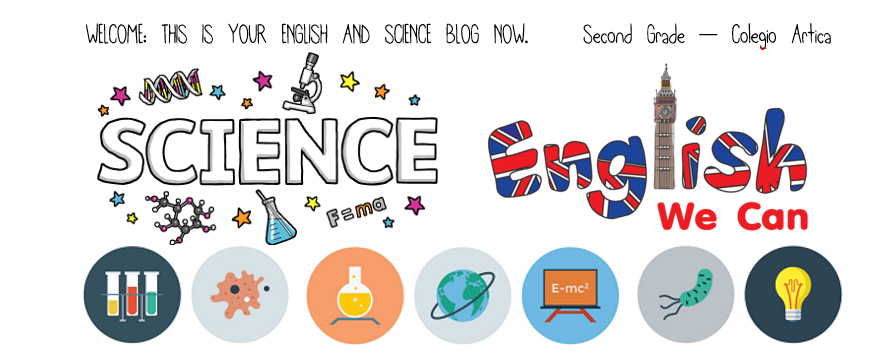 WELCOME: THIS IS YOUR ENGLISH AND SCIENCE BLOG NOW. Second Grade — Colegio Artica
SCIENCE
English
We Can
F=ma
E-mc²